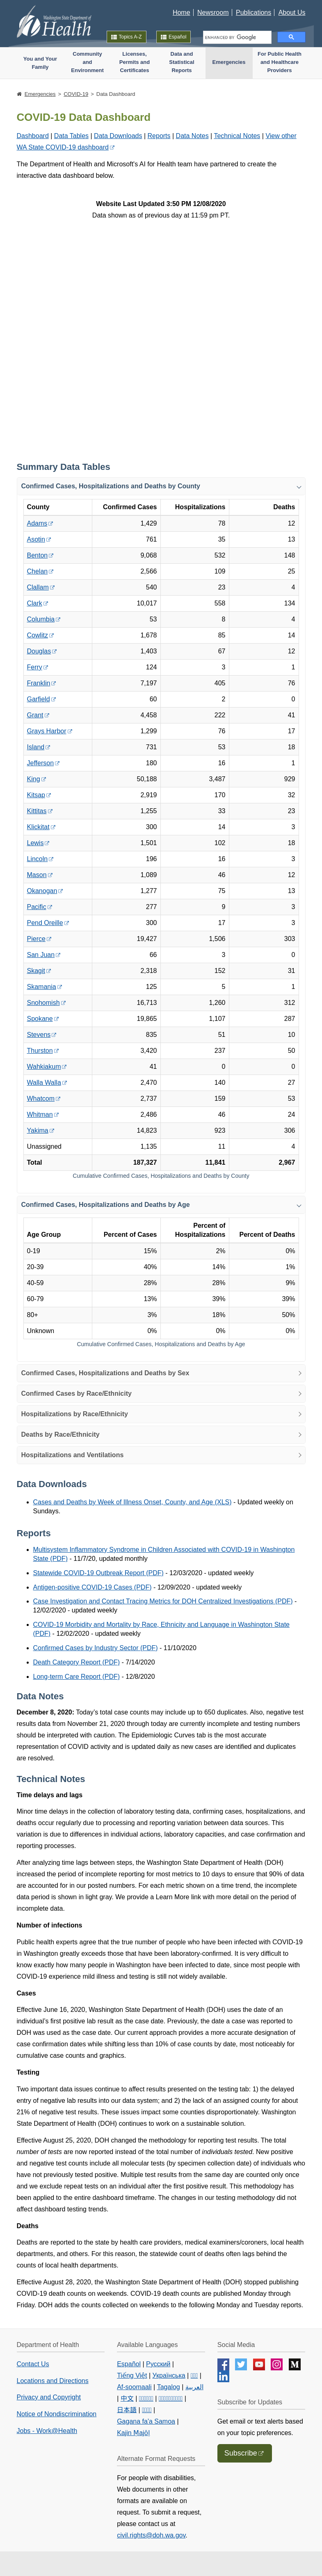 Home | Newsroom | Publications | About Us
Washington State Department of
Health
Topics A-Z
Español
ENHANCED BY Google
You and Your Family
Community and Environment
Licenses, Permits and Certificates
Data and Statistical Reports
Emergencies
For Public Health and Healthcare Providers
Emergencies > COVID-19 > Data Dashboard
COVID-19 Data Dashboard
Dashboard | Data Tables | Data Downloads | Reports | Data Notes | Technical Notes | View other
WA State COVID-19 dashboard
The Department of Health and Microsoft's AI for Health team have partnered to create the
interactive data dashboard below.
Website Last Updated 3:50 PM 12/08/2020
Data shown as of previous day at 11:59 pm PT.
Summary Data Tables
Confirmed Cases, Hospitalizations and Deaths by County
County Confirmed Cases Hospitalizations Deaths
Adams 1,429 78 12
Asotin 761 35 13
Benton 9,068 532 148
Chelan 2,566 109 25
Clallam 540 23 4
Clark 10,017 558 134
Columbia 53 8 4
Cowlitz 1,678 85 14
Douglas 1,403 67 12
Ferry 124 3 1
Franklin 7,197 405 76
Garfield 60 2 0
Grant 4,458 222 41
Grays Harbor 1,299 76 17
Island 731 53 18
Jefferson 180 16 1
King 50,188 3,487 929
Kitsap 2,919 170 32
Kittitas 1,255 33 23
Klickitat 300 14 3
Lewis 1,501 102 18
Lincoln 196 16 3
Mason 1,089 46 12
Okanogan 1,277 75 13
Pacific 277 9 3
Pend Oreille 300 17 3
Pierce 19,427 1,506 303
San Juan 66 3 0
Skagit 2,318 152 31
Skamania 125 5 1
Snohomish 16,713 1,260 312
Spokane 19,865 1,107 287
Stevens 835 51 10
Thurston 3,420 237 50
Wahkiakum 41 0 0
Walla Walla 2,470 140 27
Whatcom 2,737 159 53
Whitman 2,486 46 24
Yakima 14,823 923 306
Unassigned 1,135 11 4
Total 187,327 11,841 2,967
Cumulative Confirmed Cases, Hospitalizations and Deaths by County
Confirmed Cases, Hospitalizations and Deaths by Age
Age Group Percent of Cases Percent of Hospitalizations Percent of Deaths
0-19 15% 2% 0%
20-39 40% 14% 1%
40-59 28% 28% 9%
60-79 13% 39% 39%
80+ 3% 18% 50%
Unknown 0% 0% 0%
Cumulative Confirmed Cases, Hospitalizations and Deaths by Age
Confirmed Cases, Hospitalizations and Deaths by Sex
Confirmed Cases by Race/Ethnicity
Hospitalizations by Race/Ethnicity
Deaths by Race/Ethnicity
Hospitalizations and Ventilations
Data Downloads
Cases and Deaths by Week of Illness Onset, County, and Age (XLS) - Updated weekly on
Sundays.
Reports
Multisystem Inflammatory Syndrome in Children Associated with COVID-19 in Washington
State (PDF) - 11/7/20, updated monthly
Statewide COVID-19 Outbreak Report (PDF) - 12/03/2020 - updated weekly
Antigen-positive COVID-19 Cases (PDF) - 12/09/2020 - updated weekly
Case Investigation and Contact Tracing Metrics for DOH Centralized Investigations (PDF) -
12/02/2020 - updated weekly
COVID-19 Morbidity and Mortality by Race, Ethnicity and Language in Washington State
(PDF) - 12/02/2020 - updated weekly
Confirmed Cases by Industry Sector (PDF) - 11/10/2020
Death Category Report (PDF) - 7/14/2020
Long-term Care Report (PDF) - 12/8/2020
Data Notes
December 8, 2020: Today's total case counts may include up to 650 duplicates. Also, negative test
results data from November 21, 2020 through today are currently incomplete and testing numbers
should be interpreted with caution. The Epidemiologic Curves tab is the most accurate
representation of COVID activity and is updated daily as new cases are identified and duplicates
are resolved.
Technical Notes
Time delays and lags
Minor time delays in the collection of laboratory testing data, confirming cases, hospitalizations, and
deaths cause numbers to vary slightly from ones reported through other data sources. This
variation is due to differences in individual activities, laboratory capacities, and data confirmation
reporting processes.
After analyzing time lags between steps, the Washington State Department of Health (DOH)
increased the period of incomplete reporting for most metrics to 10 days to ensure that 90% of data
are accounted for in our posted numbers. For each metric shown on a time trend, the incomplete
data period is shown in light gray. We provide a Learn More link with more detail on the period of
incomplete data.
Number of infections
Public health experts agree that the true number of people who have been infected with COVID-19
in Washington greatly exceeds those that have been laboratory-confirmed. It is very difficult to
know exactly how many people in Washington have been infected to date since most people with
COVID-19 experience mild illness and testing is still not widely available.
Cases
Effective June 16, 2020, Washington State Department of Health (DOH) uses the date of an
individual's first positive lab result as the case date. Previously, the date a case was reported to
DOH was used as the case date. Our more current approach changes the proportion of case
confirmation dates while shifting less than 10% of case counts by date, most noticeably for
cumulative case charts and graphics.
Testing
Two important data issues continue to affect results presented on the testing tab: 1) the delayed
entry of negative lab results into our data system; and 2) the lack of an assigned county for about
21% of negative test results. These issues impact some counties disproportionately. Washington
State Department of Health (DOH) continues to work on a sustainable solution.
Effective August 25, 2020, DOH changed the methodology for reporting test results. The total
number of tests are now reported instead of the total number of individuals tested. Now positive
and negative test counts include all molecular tests (by specimen collection date) of individuals who
have not previously tested positive. Multiple test results from the same day are counted only once,
and a positive result is prioritized over a negative result. This new methodology has been applied to
the entire dashboard timeframe. The changes in our testing methodology did not affect
dashboard testing trends.
Deaths
Deaths are reported to the state by health care providers, medical examiners/coroners, local health
departments, and others. For this reason, the statewide count of deaths could be higher than what
is reported by a local health department.
Effective August 28, 2020, the Washington State Department of Health (DOH) stopped publishing
COVID-19 death counts on weekends. COVID-19 death counts are published Monday through
Friday. DOH adds the counts collected on weekends to the totals of the following Monday and Tuesday reports.
Department of Health
Contact Us
Locations and Directions
Privacy and Copyright
Notice of Nondiscrimination
Jobs - Work@Health
Available Languages
Español | Русский |
Tiếng Việt | Українська |
Af-soomaali | Tagalog | العربية
| 中文 |
日本語 |
Gagana fa'a Samoa |
Kajin Ṃajōḷ
Alternate Format Requests
For people with disabilities,
Web documents in other
formats are available on
request. To submit a request,
please contact us at
civil.rights@doh.wa.gov.
Social Media
Subscribe for Updates
Get email or text alerts based
on your topic preferences.
Subscribe